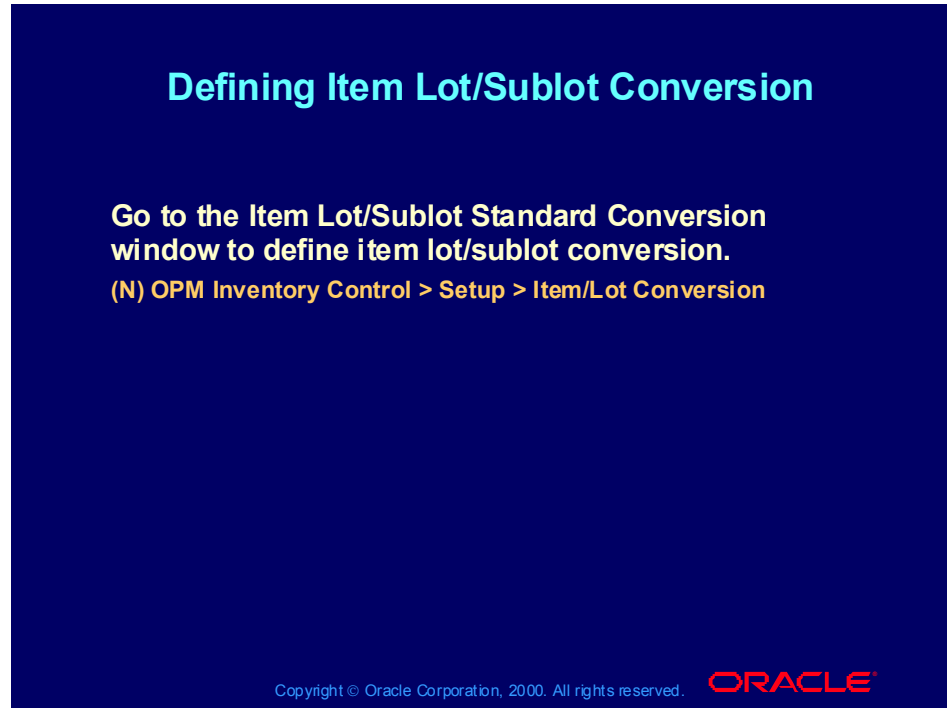 Defining Item Lot/Sublot Conversion
Go to the Item Lot/Sublot Standard Conversion
window to define item lot/sublot conversion.
(N) OPM Inventory Control > Setup > Item/Lot Conversion
Copyright © Oracle Corporation, 2000. All rights reserved.
ORACLE®